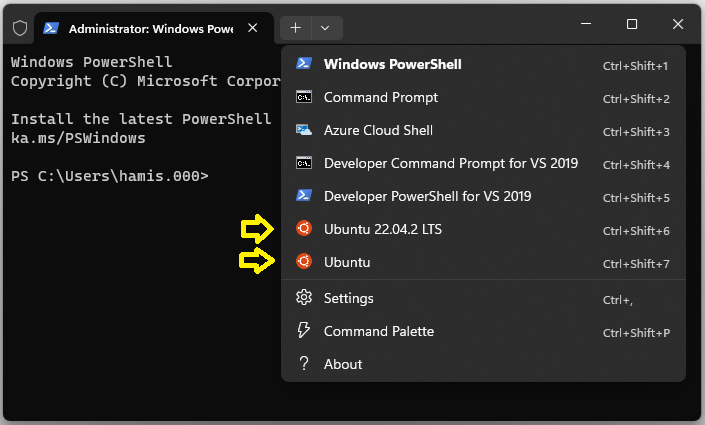 Administrator: Windows Powe
Windows PowerShell
Copyright (C) Microsoft Corpor
Install the latest PowerShell
ka.ms/PSWindows
PS C:\Users\hamis.000>
Windows PowerShell Ctrl+Shift+1
Command Prompt Ctrl+Shift+2
Azure Cloud Shell Ctrl+Shift+3
Developer Command Prompt for VS 2019 Ctrl+Shift+4
Developer PowerShell for VS 2019 Ctrl+Shift+5
Ubuntu 22.04.2 LTS Ctrl+Shift+6
Ubuntu Ctrl+Shift+7
Settings Ctrl+,
Command Palette Ctrl+Shift+P
About